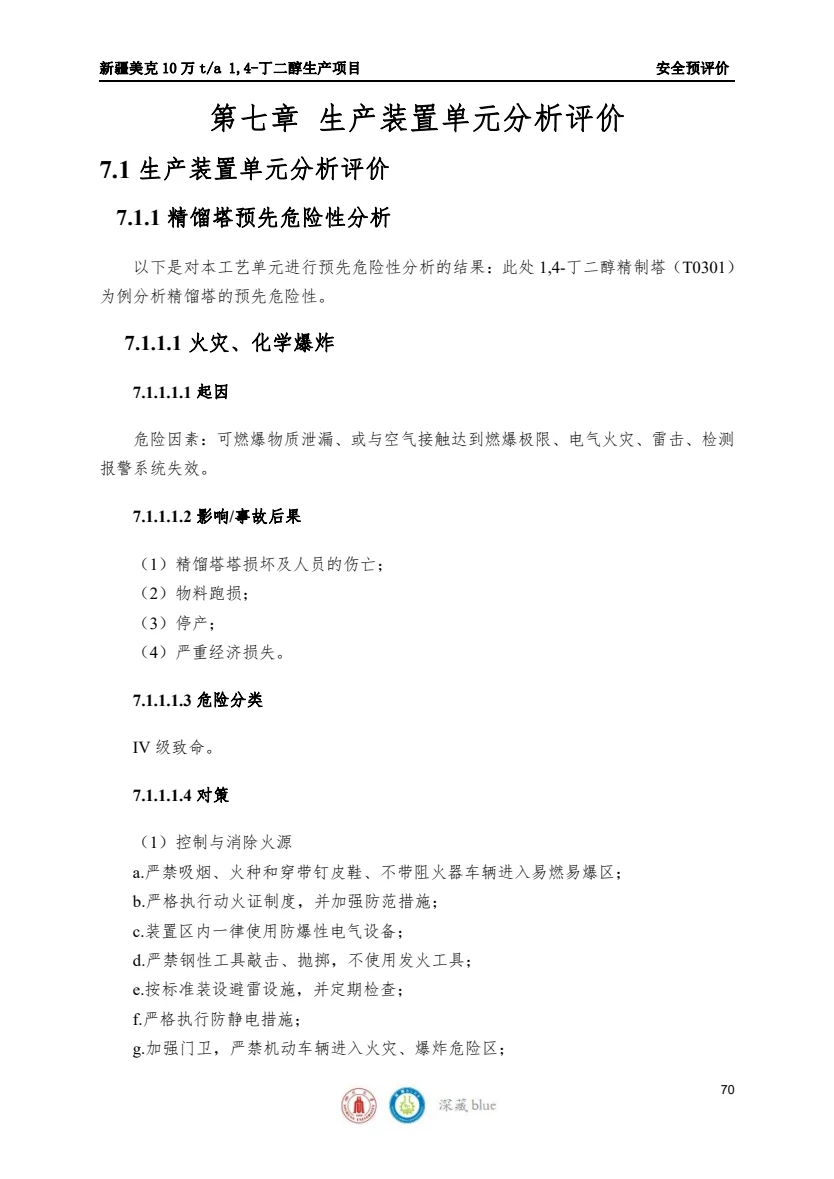 新疆美克 10 万 t/a 1,4-丁二醇生产项目 安全预评价
第七章 生产装置单元分析评价
7.1 生产装置单元分析评价
7.1.1 精馏塔预先危险性分析
以下是对本工艺单元进行预先危险性分析的结果：此处 1,4-丁二醇精制塔（T0301）
为例分析精馏塔的预先危险性。
7.1.1.1 火灾、化学爆炸
7.1.1.1.1 起因
危险因素：可燃爆物质泄漏、或与空气接触达到燃爆极限、电气火灾、雷击、检测
报警系统失效。
7.1.1.1.2 影响/事故后果
（1）精馏塔塔损坏及人员的伤亡；
（2）物料跑损；
（3）停产；
（4）严重经济损失。
7.1.1.1.3 危险分类
IV 级致命。
7.1.1.1.4 对策
（1）控制与消除火源
a.严禁吸烟、火种和穿带钉皮鞋、不带阻火器车辆进入易燃易爆区；
b.严格执行动火证制度，并加强防范措施；
c.装置区内一律使用防爆性电气设备；
d.严禁钢性工具敲击、抛掷，不使用发火工具；
e.按标准装设避雷设施，并定期检查；
f.严格执行防静电措施；
g.加强门卫，严禁机动车辆进入火灾、爆炸危险区；
70
深藏 blue